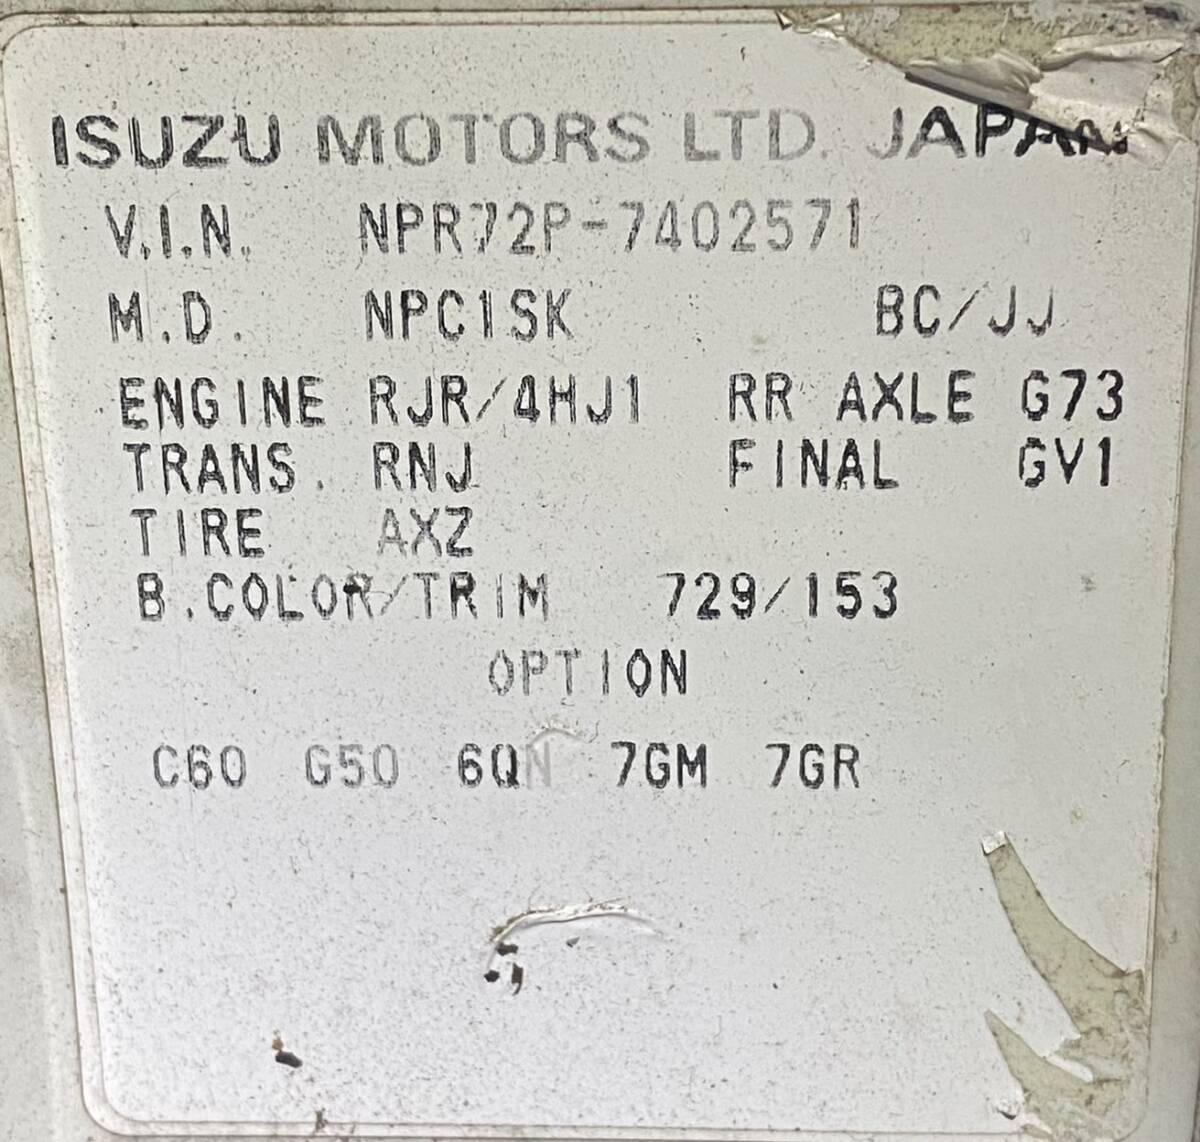 ISUZU MOTORS LTD. JAPAN
V.I.N. NPR72P-7402571
M.D. NPC1SK BC/JJ
ENGINE RJR/4HJ1 RR AXLE G73
TRANS. RNJ FINAL GV1
TIRE AXZ
B.COLOR/TRIM 729/153
OPTION
C60 G50 6QN 7GM 7GR